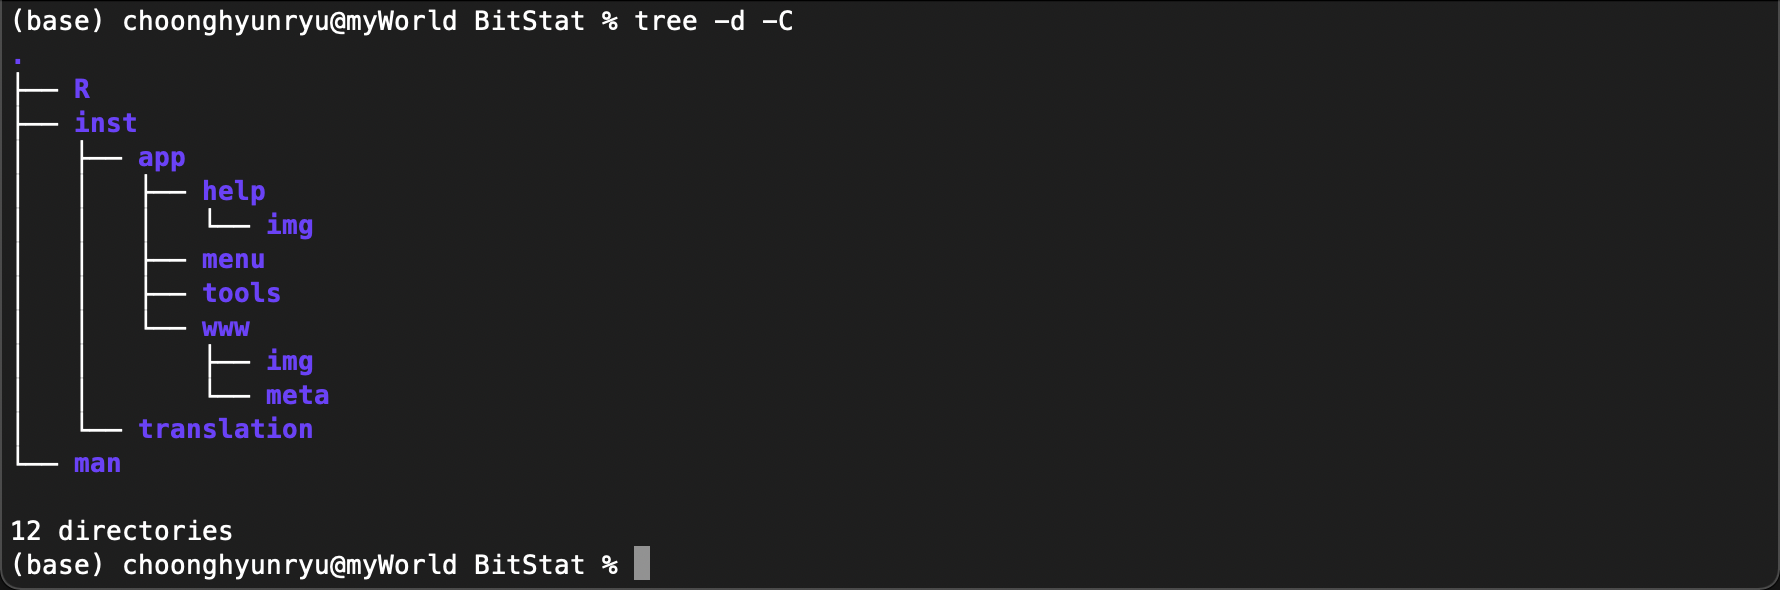 (base) choonghyunryu@myWorld BitStat % tree -d -C
.
├── R
├── inst
│   ├── app
│   │   ├── help
│   │   │   └── img
│   │   ├── menu
│   │   ├── tools
│   │   └── www
│   │       ├── img
│   │       └── meta
│   └── translation
└── man
12 directories
(base) choonghyunryu@myWorld BitStat %